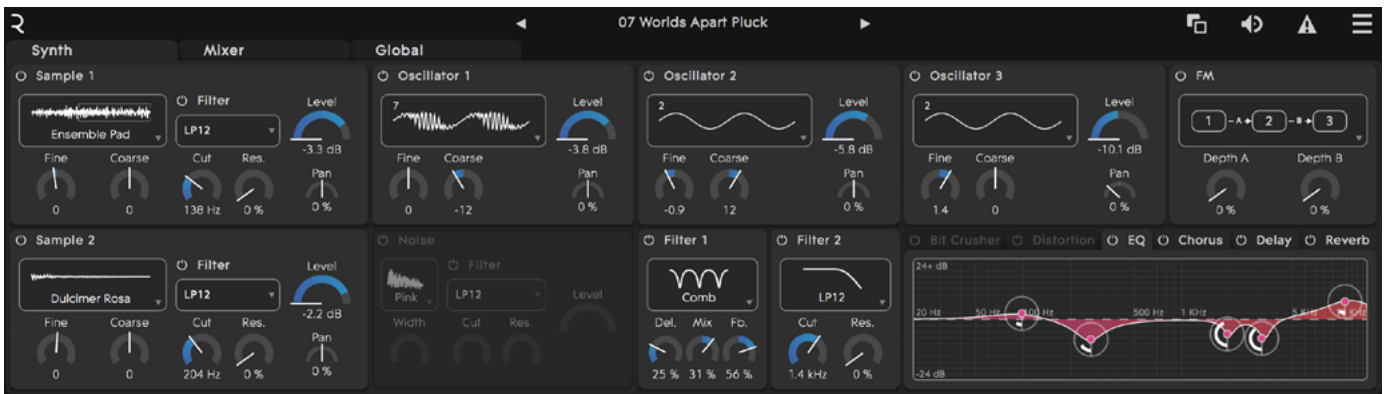 07 Worlds Apart Pluck
Synth Mixer Global
Sample 1
Filter
Level
Ensemble Pad
LP12
-3.3 dB
Fine Coarse Cut Res. Pan
0 0 138 Hz 0 % 0 %
Oscillator 1
7
Level
-3.8 dB
Fine Coarse Pan
0 -12 0 %
Oscillator 2
2
Level
-5.8 dB
Fine Coarse Pan
-0.9 12 0 %
Oscillator 3
2
Level
-10.1 dB
Fine Coarse Pan
1.4 0 0 %
FM
1 A 2 B 3
Depth A Depth B
0 % 0 %
Sample 2
Filter
Level
Dulcimer Rosa
LP12
-2.2 dB
Fine Coarse Cut Res. Pan
0 0 204 Hz 0 % 0 %
Noise
Filter
Pink
LP12
Level
Width Cut Res.
Filter 1
Comb
Del. Mix Fb.
25 % 31 % 56 %
Filter 2
LP12
Cut Res.
1.4 kHz 0 %
Bit Crusher Distortion EQ Chorus Delay Reverb
24+ dB
20 Hz 50 Hz 100 Hz 500 Hz 1 KHz
-24 dB